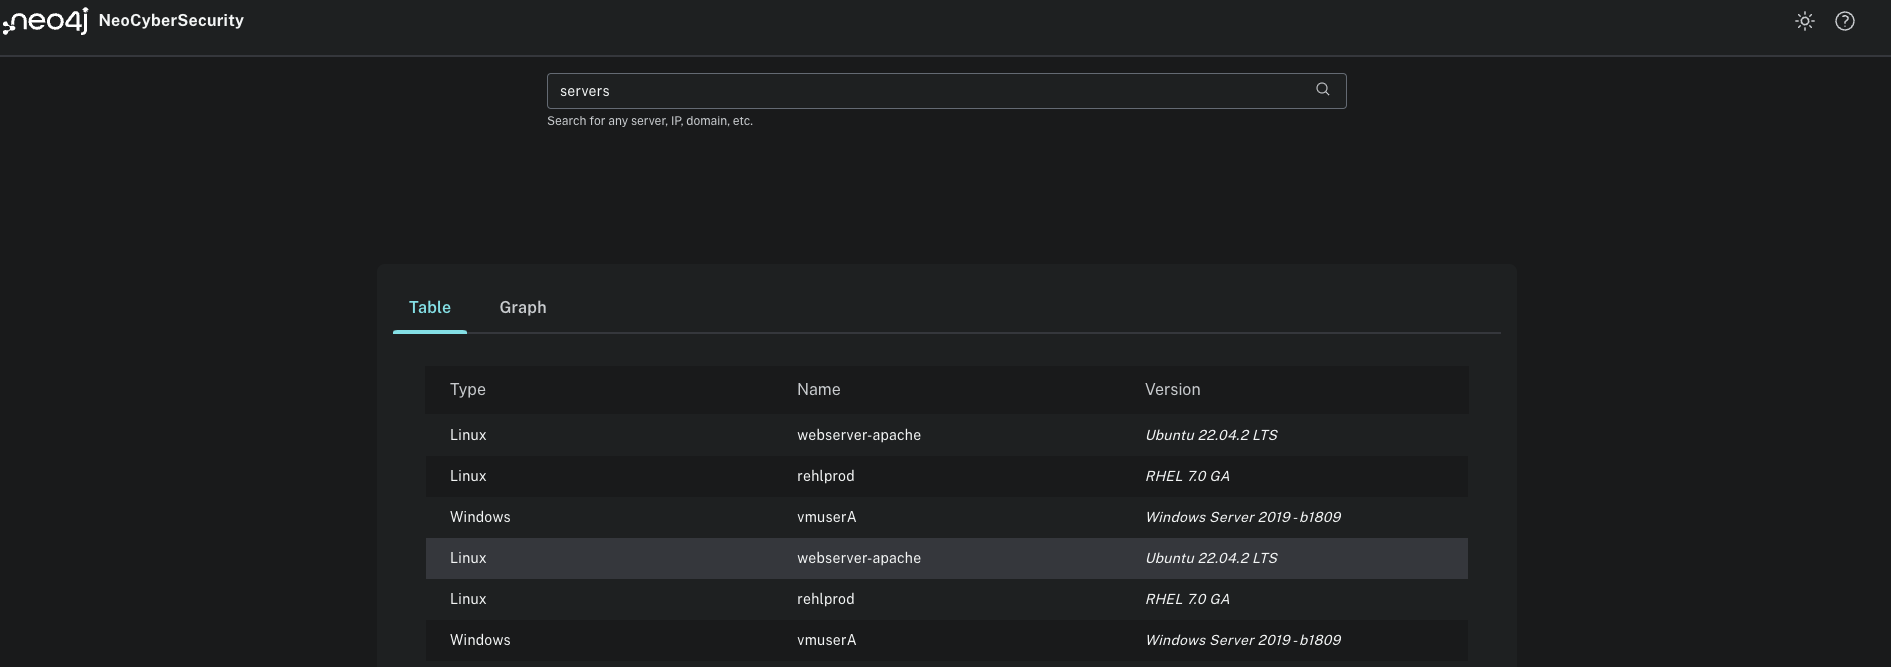 neo4j NeoCyberSecurity
servers
Search for any server, IP, domain, etc.
Table Graph
Type Name Version
Linux webserver-apache Ubuntu 22.04.2 LTS
Linux rehlprod RHEL 7.0 GA
Windows vmuserA Windows Server 2019 - b1809
Linux webserver-apache Ubuntu 22.04.2 LTS
Linux rehlprod RHEL 7.0 GA
Windows vmuserA Windows Server 2019 - b1809